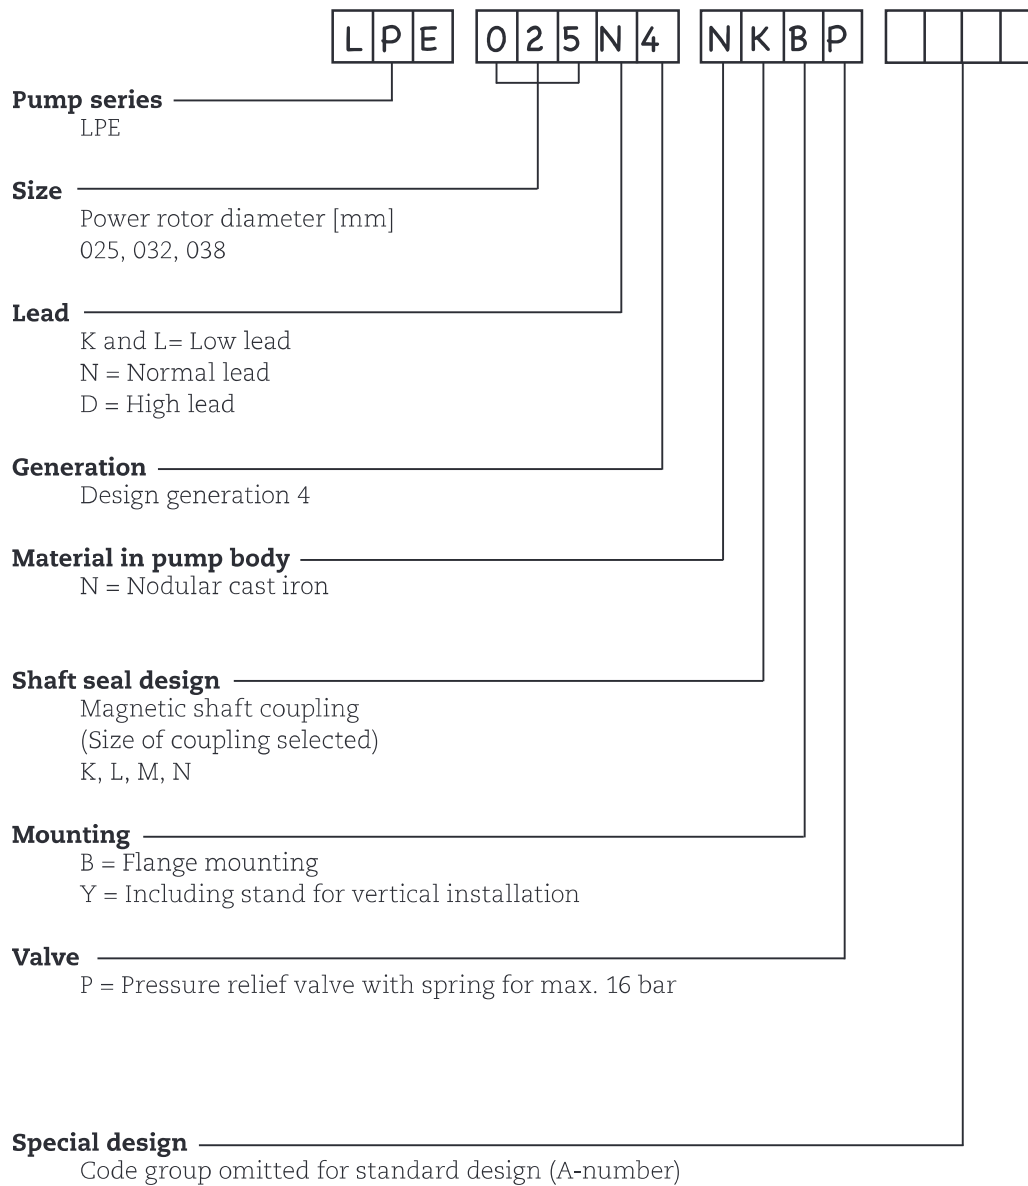 LPE 025N4 NKBP
Pump series
LPE
Size
Power rotor diameter [mm]
025, 032, 038
Lead
K and L= Low lead
N = Normal lead
D = High lead
Generation
Design generation 4
Material in pump body
N = Nodular cast iron
Shaft seal design
Magnetic shaft coupling
(Size of coupling selected)
K, L, M, N
Mounting
B = Flange mounting
Y = Including stand for vertical installation
Valve
P = Pressure relief valve with spring for max. 16 bar
Special design
Code group omitted for standard design (A-number)